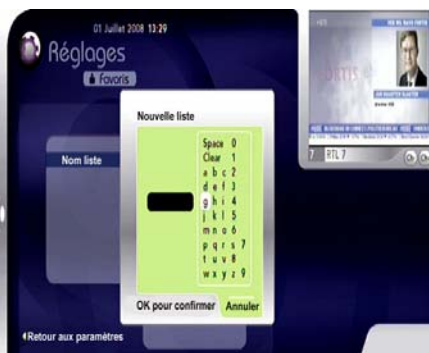 01 Juillet 2008 13:29
Réglages
Favoris
Nouvelle liste
Nom liste
Space 0
Clear 1
a b c 2
d e f 3
g h i 4
j k l 5
m n o 6
p q r s 7
t u v 8
w x y z 9
OK pour confirmer Annuler
Retour aux paramètres
7 RTL 7